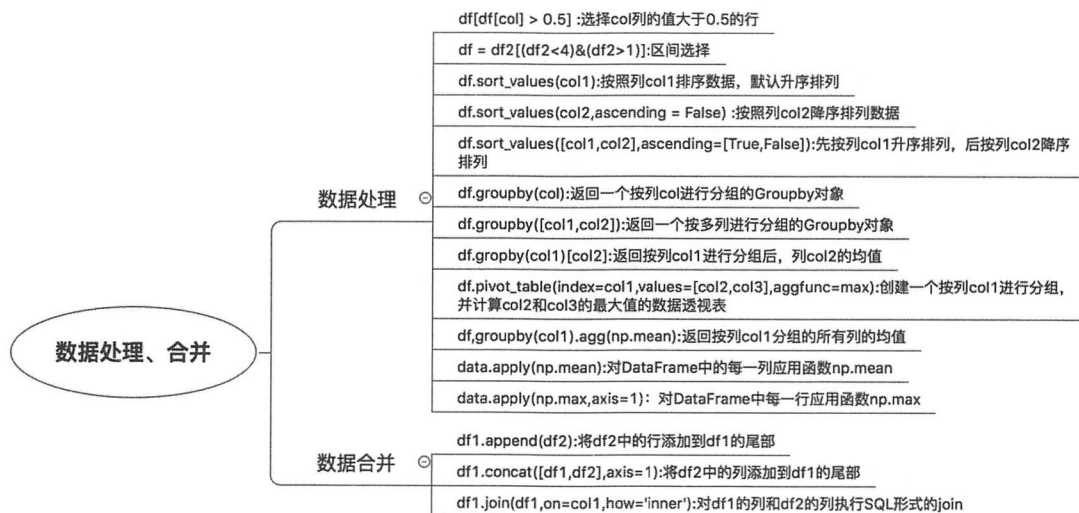 df[df[col] > 0.5] :选择col列的值大于0.5的行
df = df2[(df2<4)&(df2>1)]:区间选择
df.sort_values(col1):按照列col1排序数据，默认升序排列
df.sort_values(col2,ascending = False) :按照列col2降序排列数据
df.sort_values([col1,col2],ascending=[True,False]):先按列col1升序排列，后按列col2降序
排列
数据处理
df.groupby(col):返回一个按列col进行分组的Groupby对象
df.groupby([col1,col2]):返回一个按多列进行分组的Groupby对象
df.gropby(col1)[col2]:返回按列col1进行分组后，列col2的均值
df.pivot_table(index=col1,values=[col2,col3],aggfunc=max):创建一个按列col1进行分组，
并计算col2和col3的最大值的数据透视表
数据处理、合并
df,groupby(col1).agg(np.mean):返回按列col1分组的所有列的均值
data.apply(np.mean):对DataFrame中的每一列应用函数np.mean
data.apply(np.max,axis=1)：对DataFrame中每一行应用函数np.max
df1.append(df2):将df2中的行添加到df1的尾部
数据合并
df1.concat([df1,df2],axis=1):将df2中的列添加到df1的尾部
df1.join(df1,on=col1,how='inner'):对df1的列和df2的列执行SQL形式的join